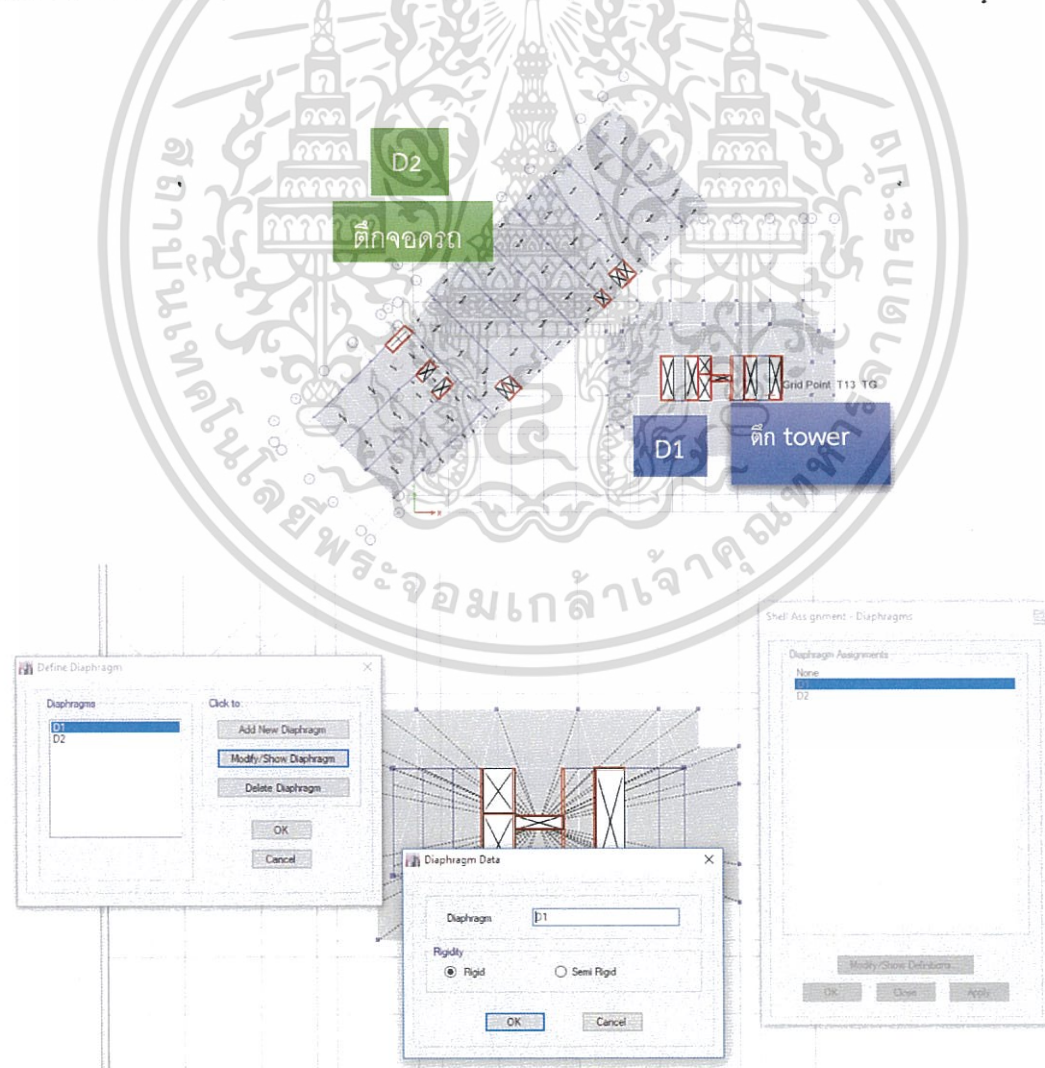 D2
ตึกจอดรถ
Grid Point T13 TG
D1
ตึก tower
สถาบันเทคโนโลยีพระจอมเกล้าเจ้าคุณทหารลาดกระบัง
Shell Assignment - Diaphragms
Diaphragm Assignments
None
D1
D2
Modify/Show Definitions...
OK
Close
Apply
Define Diaphragm
Diaphragms
D1
D2
Click to:
Add New Diaphragm
Modify/Show Diaphragm
Delete Diaphragm
OK
Cancel
Diaphragm Data
Diaphragm
D1
Rigidity
Rigid
Semi Rigid
OK
Cancel